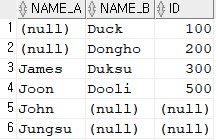 NAME_A NAME_B ID
1 (null) Duck 100
2 (null) Dongho 200
3 James Duksu 300
4 Joon Dooli 500
5 John (null) (null)
6 Jungsu (null) (null)